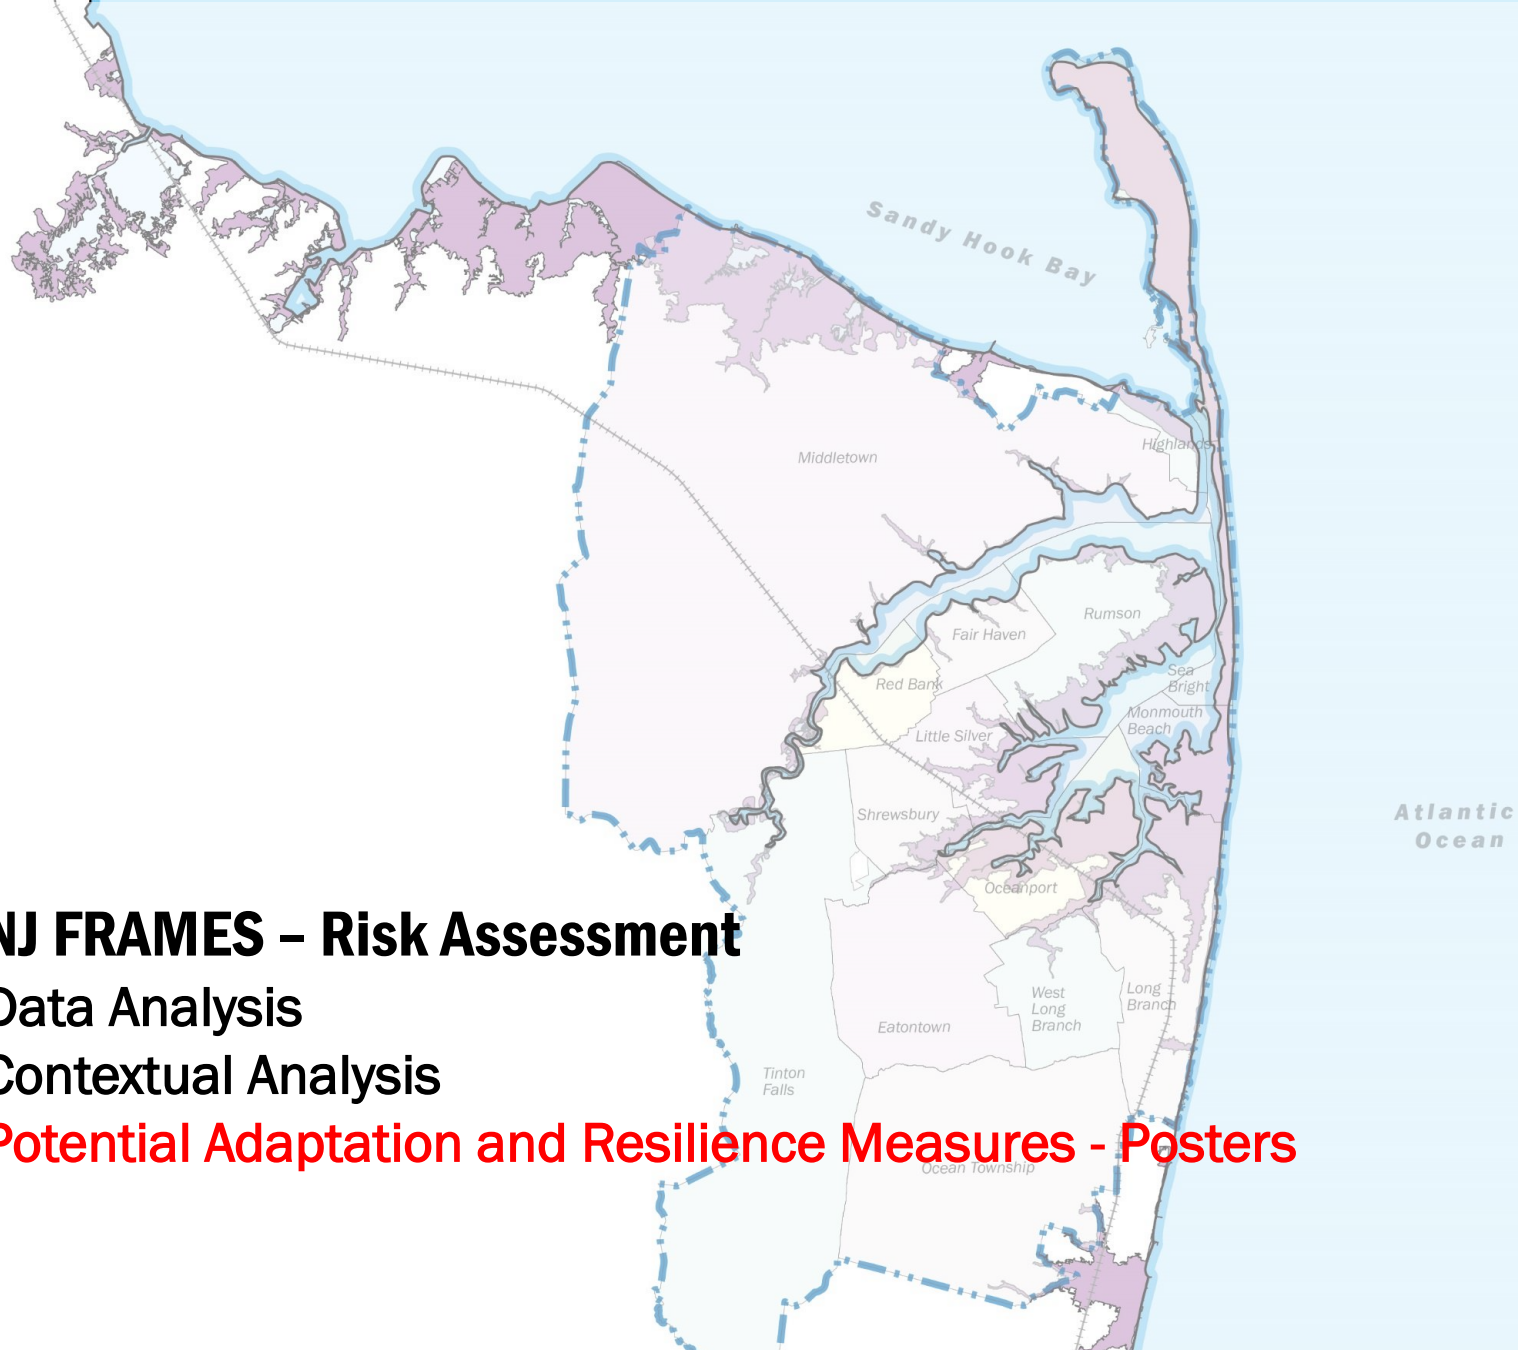 Sandy Hook Bay
Highlands
Middletown
Rumson
Fair Haven
Sea
Bright
Red Bank
Monmouth
Beach
Little Silver
Shrewsbury
Atlantic
Ocean
Oceanport
NJ FRAMES – Risk Assessment
Data Analysis
West
Long
Branch
Long
Branch
Eatontown
Contextual Analysis
Tinton
Falls
Potential Adaptation and Resilience Measures - Posters
Ocean Township